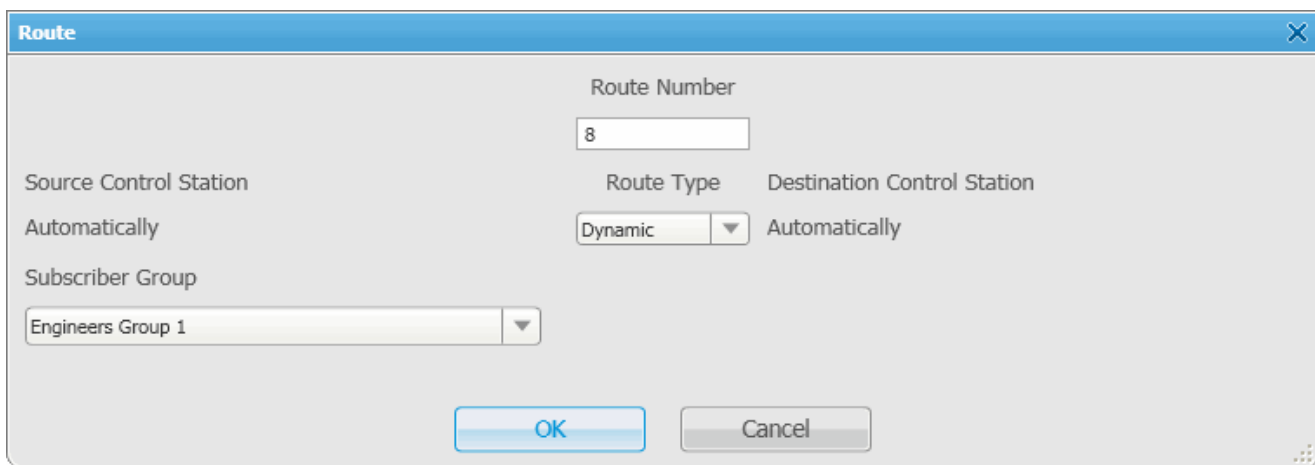 Route
Route Number
8
Source Control Station Route Type Destination Control Station
Automatically Dynamic Automatically
Subscriber Group
Engineers Group 1
OK Cancel